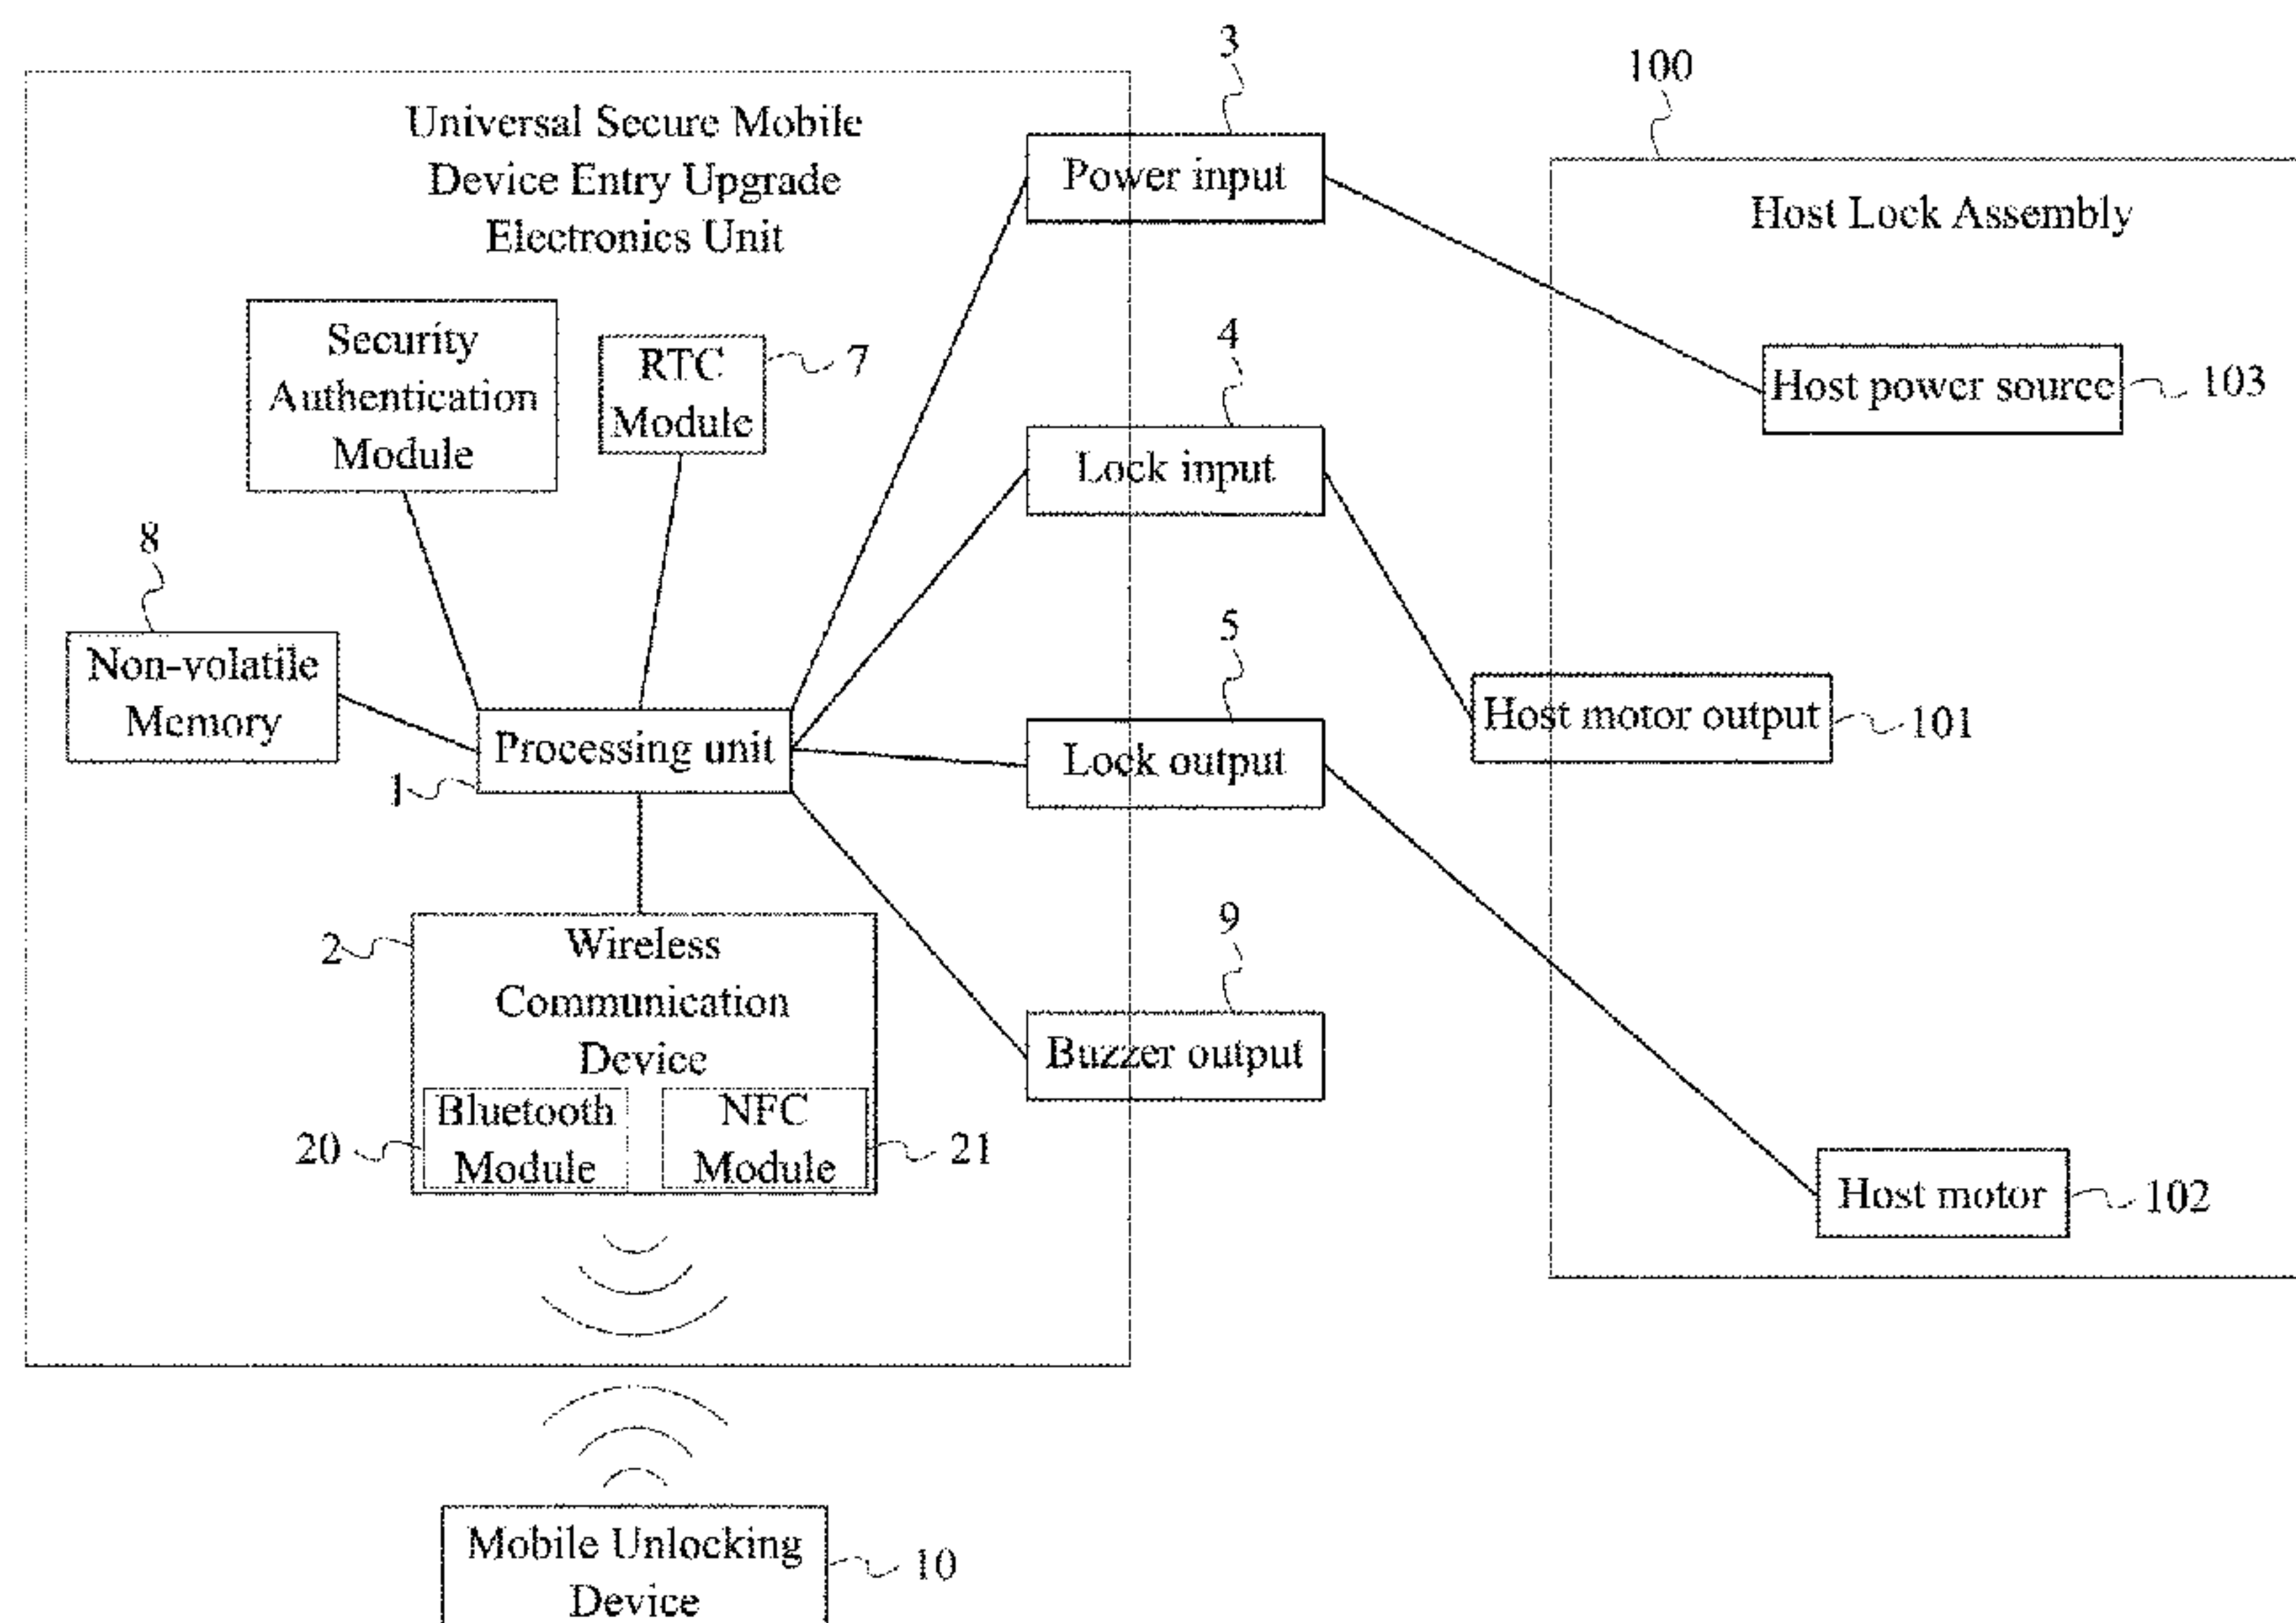 3
100
Universal Secure Mobile
Device Entry Upgrade
Electronics Unit
Power input
Host Lock Assembly
Security
Authentication
Module
RTC
Module
7
4
Lock input
Host power source
103
8
Non-volatile
Memory
5
Processing unit
1
Lock output
Host motor output
101
2
Wireless
Communication
Device
9
Buzzer output
Bluetooth
Module
20
NFC
Module
21
Host motor
102
Mobile Unlocking
Device
10